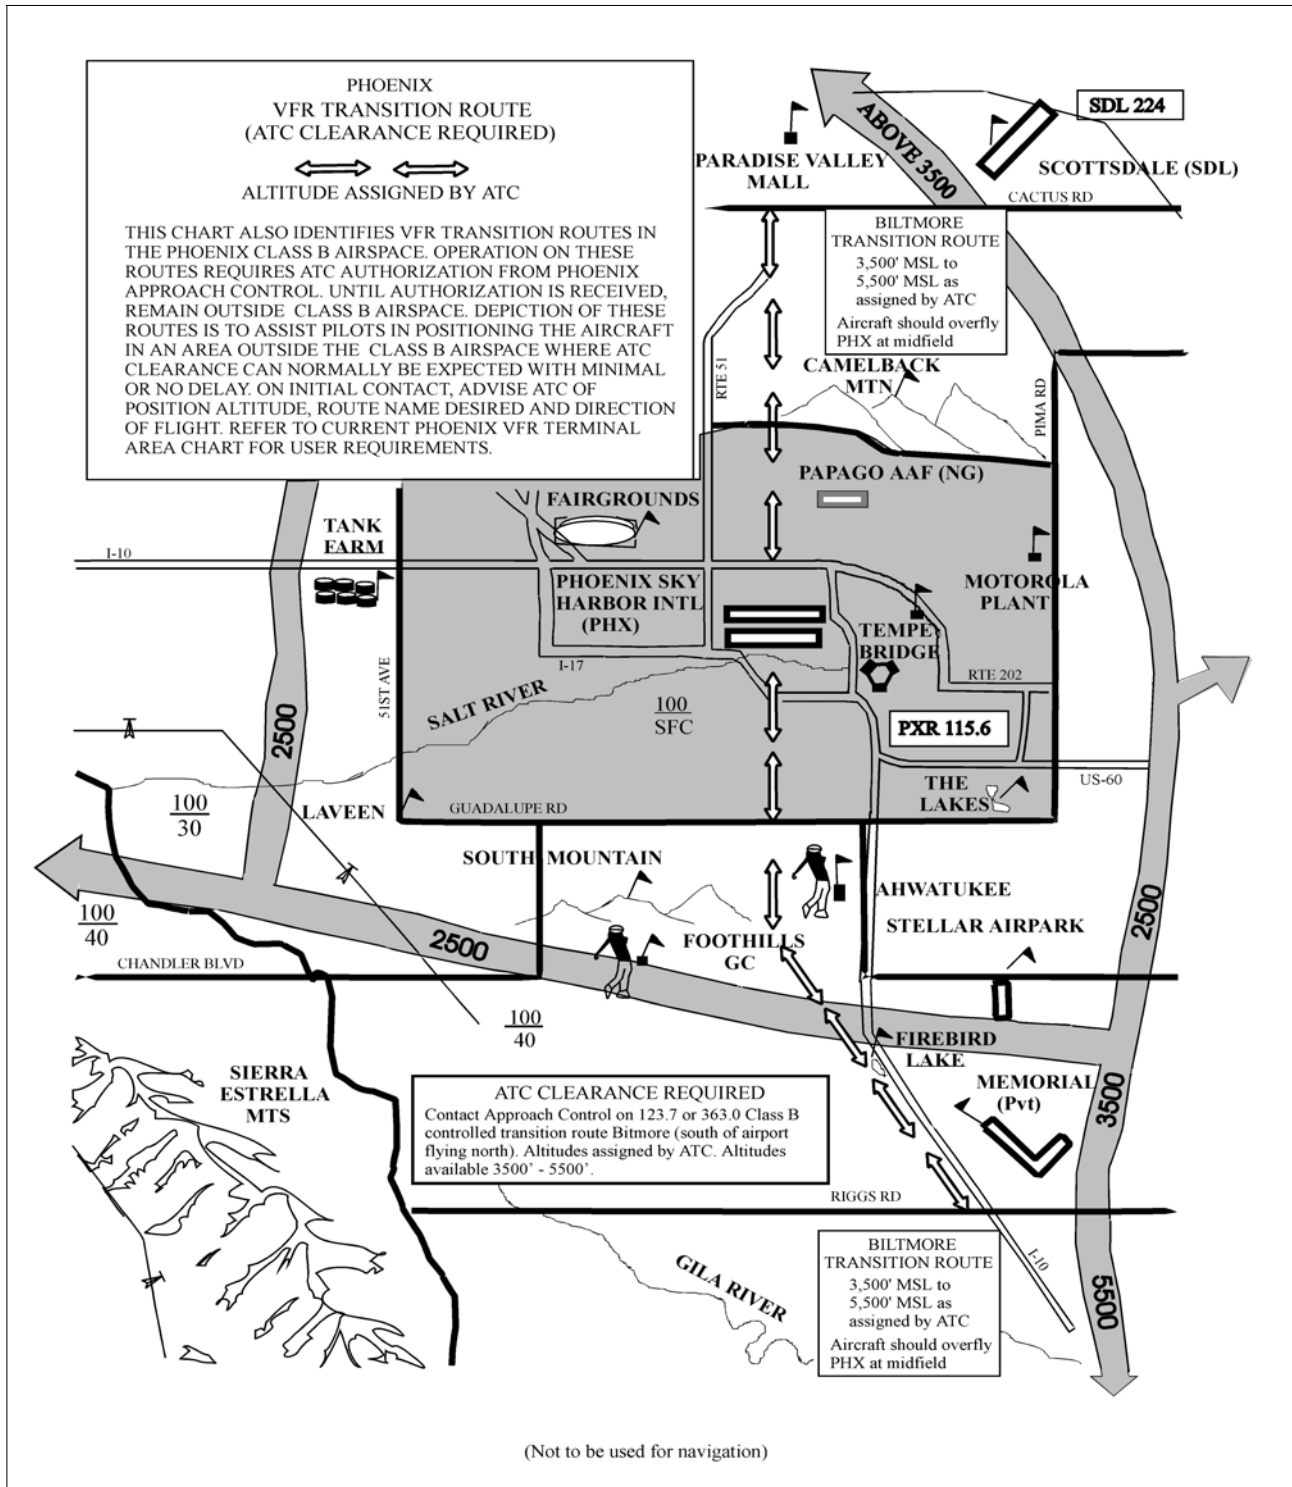 PHOENIX
VFR TRANSITION ROUTE
(ATC CLEARANCE REQUIRED)
ALTITUDE ASSIGNED BY ATC
THIS CHART ALSO IDENTIFIES VFR TRANSITION ROUTES IN
THE PHOENIX CLASS B AIRSPACE. OPERATION ON THESE
ROUTES REQUIRES ATC AUTHORIZATION FROM PHOENIX
APPROACH CONTROL. UNTIL AUTHORIZATION IS RECEIVED,
REMAIN OUTSIDE CLASS B AIRSPACE. DEPICTION OF THESE
ROUTES IS TO ASSIST PILOTS IN POSITIONING THE AIRCRAFT
IN AN AREA OUTSIDE THE CLASS B AIRSPACE WHERE ATC
CLEARANCE CAN NORMALLY BE EXPECTED WITH MINIMAL
OR NO DELAY. ON INITIAL CONTACT, ADVISE ATC OF
POSITION ALTITUDE, ROUTE NAME DESIRED AND DIRECTION
OF FLIGHT. REFER TO CURRENT PHOENIX VFR TERMINAL
AREA CHART FOR USER REQUIREMENTS.
ABOVE 3500
SDL 224
PARADISE VALLEY
MALL
SCOTTSDALE (SDL)
CACTUS RD
BILTMORE
TRANSITION ROUTE
3,500' MSL to
5,500' MSL as
assigned by ATC
Aircraft should overfly
PHX at midfield
RTE 51
CAMELBACK
MTN
PIMA RD
PAPAGO AAF (NG)
FAIRGROUNDS
TANK
FARM
I-10
PHOENIX SKY
HARBOR INTL
(PHX)
MOTOROLA
PLANT
TEMPE
BRIDGE
I-17
RTE 202
51ST AVE
SALT RIVER
100
SFC
PXR 115.6
2500
US-60
THE
LAKES
LAVEEN
GUADALUPE RD
100
30
SOUTH MOUNTAIN
AHWATUKEE
STELLAR AIRPARK
2500
100
40
2500
FOOTHILLS
GC
CHANDLER BLVD
100
40
FIREBIRD
LAKE
SIERRA
ESTRELLA
MTS
MEMORIAL
(Pvt)
3500
ATC CLEARANCE REQUIRED
Contact Approach Control on 123.7 or 363.0 Class B
controlled transition route Bitmore (south of airport
flying north). Altitudes assigned by ATC. Altitudes
available 3500' - 5500'.
RIGGS RD
GILA RIVER
BILTMORE
TRANSITION ROUTE
3,500' MSL to
5,500' MSL as
assigned by ATC
Aircraft should overfly
PHX at midfield
I-10
5500
(Not to be used for navigation)